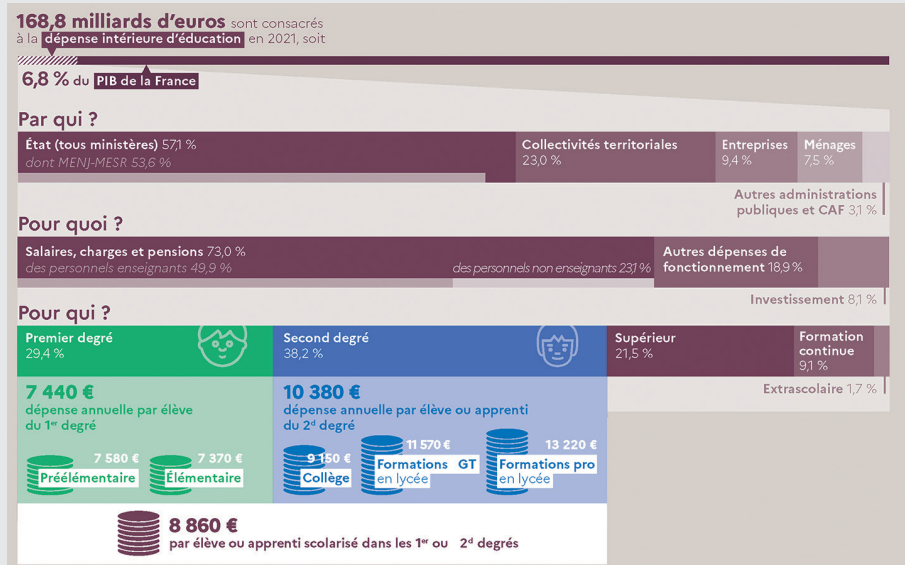 168,8 milliards d'euros sont consacrés
à la dépense intérieure d'éducation en 2021, soit
6,8 % du PIB de la France
Par qui ?
État (tous ministères) 57,1 %
dont MENJ-MESR 53,6 %
Collectivités territoriales
23,0 %
Entreprises
9,4 %
Ménages
7,5 %
Autres administrations
publiques et CAF 3,1 %
Pour quoi ?
Salaires, charges et pensions 73,0 %
des personnels enseignants 49,9 %
des personnels non enseignants 23,1 %
Autres dépenses de
fonctionnement 18,9 %
Investissement 8,1 %
Pour qui ?
Premier degré
29,4 %
Second degré
38,2 %
Supérieur
21,5 %
Formation
continue
9,1 %
Extrascolaire 1,7 %
7 440 €
dépense annuelle par élève
du 1er degré
7 580 €
Préélémentaire
7 370 €
Élémentaire
10 380 €
dépense annuelle par élève ou apprenti
du 2d degré
9 150 €
Collège
11 570 €
Formations GT
en lycée
13 220 €
Formations pro
en lycée
8 860 €
par élève ou apprenti scolarisé dans les 1er ou 2d degrés